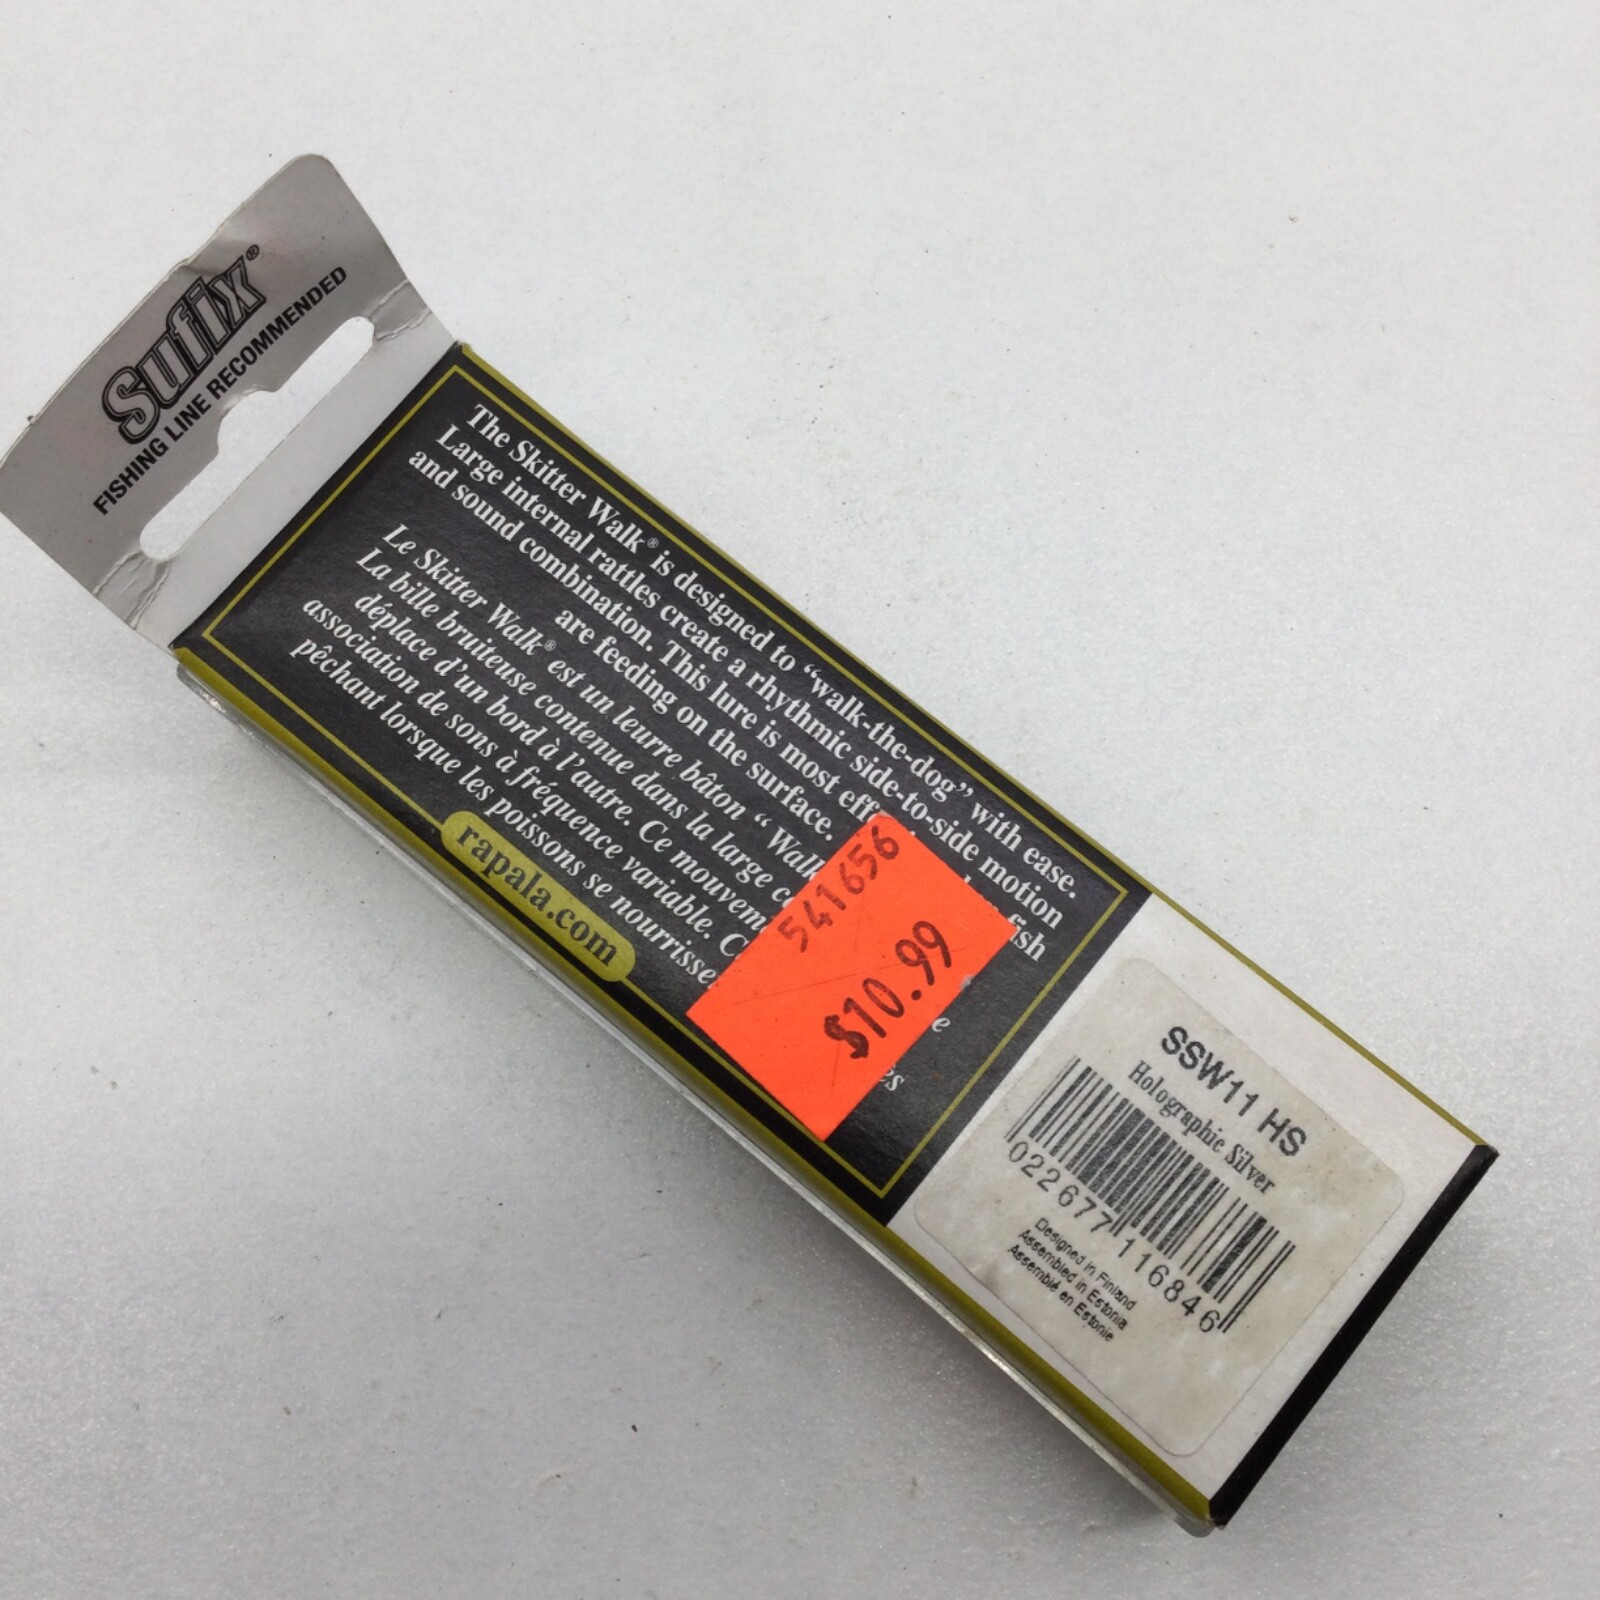 Sufix®
FISHING LINE RECOMMENDED
The Skitter Walk® is designed to “walk-the-dog” with ease.
Large internal rattles create a rhythmic side-to-side motion
and sound combination. This lure is most fish
are feeding on the surface.
Le Skitter Walk® est un leurre bâton “Walk
La bille bruiteuse contenue dans la large
déplace d’un bord à l’autre. Ce
association de sons à fréquence variable.
pêchant lorsque les poissons se
rapala.com
541656
$10.99
SSW11 HS
Holographic Silver
022677116846
Designed in Finland
Assembled in Estonia
Assemblé en Estonie